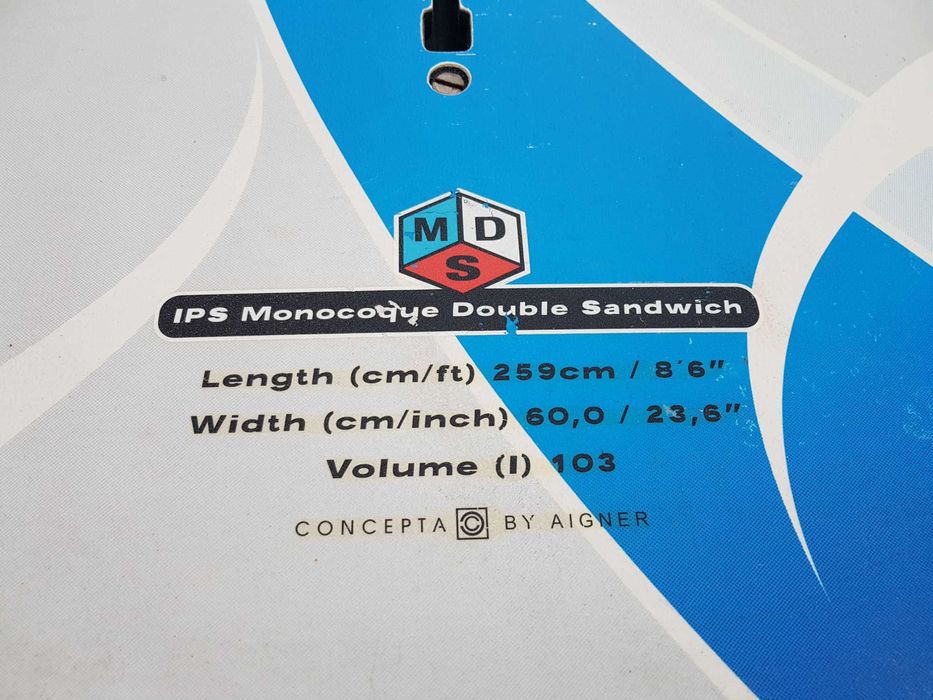 M D
S
IPS Monocoque Double Sandwich
Length (cm/ft) 259cm / 8´6"
Width (cm/inch) 60,0 / 23,6"
Volume (l) 103
CONCEPTA C BY AIGNER